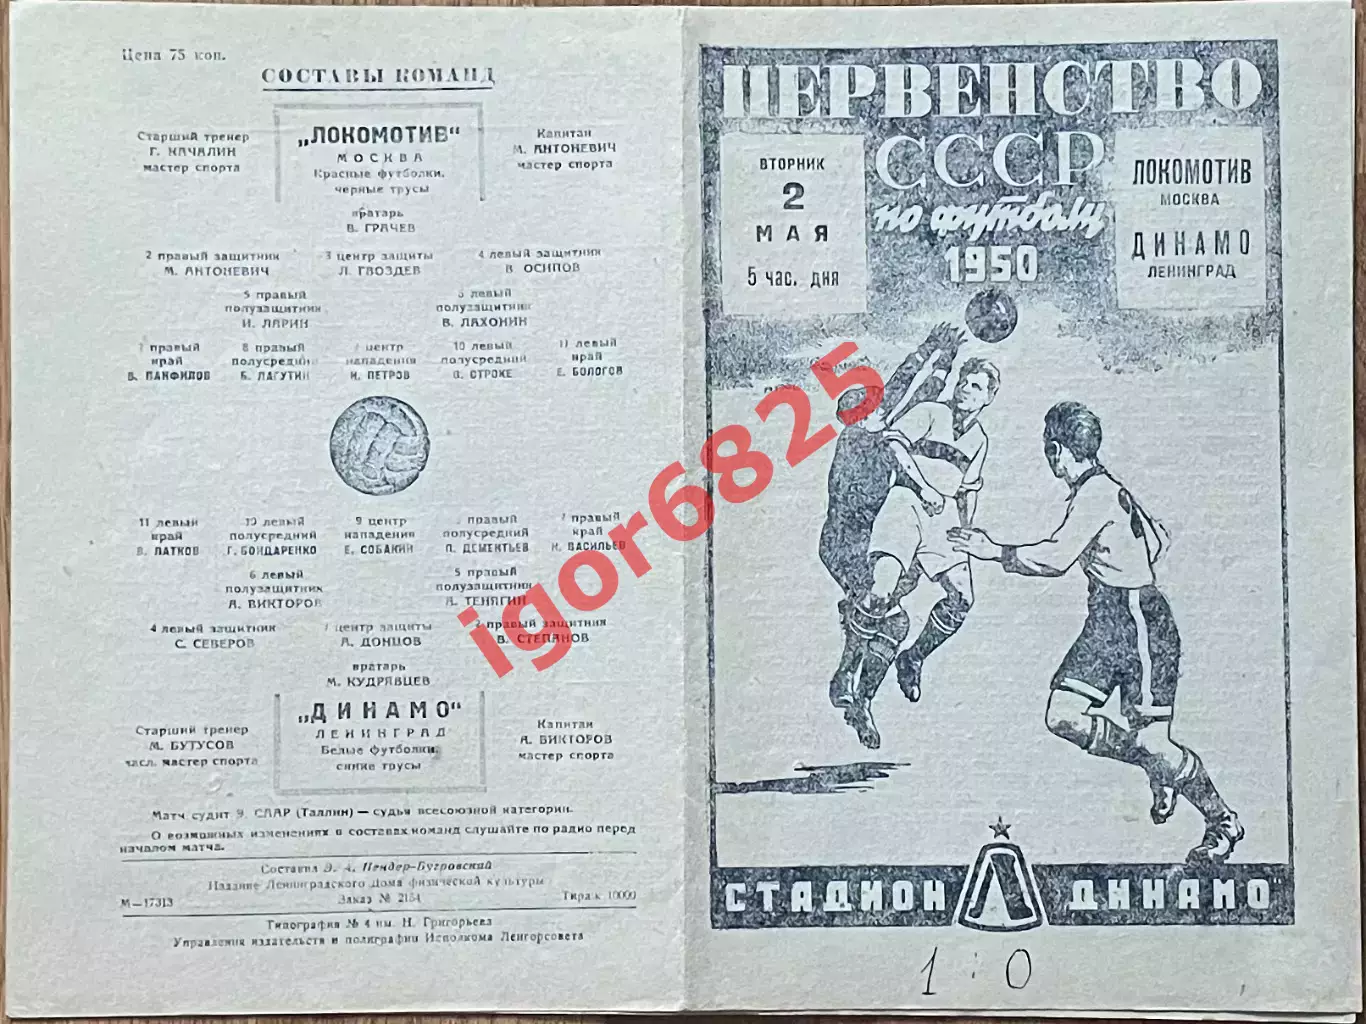 Цена 75 коп.
СОСТАВЫ КОМАНД
Старший тренер
Г. КАЧАЛИН
мастер спорта
„ЛОКОМОТИВ"
МОСКВА
Красные футболки,
черные трусы
Капитан
М. АНТОНЕВИЧ
мастер спорта
вратарь
В. ГРАЧЕВ
2 правый защитник
М. АНТОНЕВИЧ
3 центр защиты
Л. ГВОЗДЕВ
4 левый защитник
В. ОСИПОВ
5 правый
полузащитник
И. ЛАРИН
6 левый
полузащитник
В. ЛАХОНИН
7 правый
край
В. ПАНФИЛОВ
8 правый
полусредний
Б. ЛАГУТИН
центр
нападения
Н. ПЕТРОВ
10 левый
полусредний
СТРОКЕ
11 левый
край
Е. БОЛОГОВ
11 левый
край
В. ЛАТКОВ
10 левый
полусредний
Г. БОНДАРЕНКО
9 центр
нападения
Е. СОБАКИН
правый
полусредний
П. ДЕМЕНТЬЕВ
7 правый
край
Н. ВАСИЛЬЕВ
6 левый
полузащитник
А. ВИКТОРОВ
5 правый
полузащитник
В. ТЕНЯГИН
4 левый защитник
С. СЕВЕРОВ
центр защиты
А. ДОНЦОВ
2 правый защитния
В. СТЕПАНОВ
вратарь
М. КУДРЯВЦЕВ
Старший тренер
М. БУТУСОВ
засл. мастер спорта
„ДИНАМО"
ЛЕНИНГРАД
Белые футболки,
синие трусы
Капитан
А. ВИКТОРОВ
мастер спорта
Матч судит Э. СААР (Таллин) — судья всесоюзной категории.
О возможных изменениях в составах команд слушайте по радио перед
началом матча.
Составил Э. А. Пендер-Бугровский
Издание Ленинградского Дома физической культуры
М—17313
Заказ № 2154
Тираж 10000
Типография № 4 им. Н. Григорьева
Управления издательств и полиграфии Исполкома Ленгорсовета
ПЕРВЕНСТВО
СССР
по футболу
1950
ВТОРНИК
2
МАЯ
5 час. дня
ЛОКОМОТИВ
МОСКВА
ДИНАМО
ЛЕНИНГРАД
СТАДИОН Д ДИНАМО"
1:0
igor6825